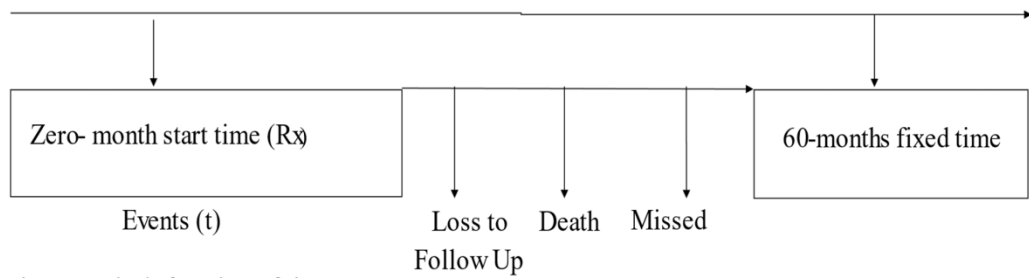 Zero- month start time (Rx)
60-months fixed time
Events (t)
Loss to
Follow Up
Death
Missed